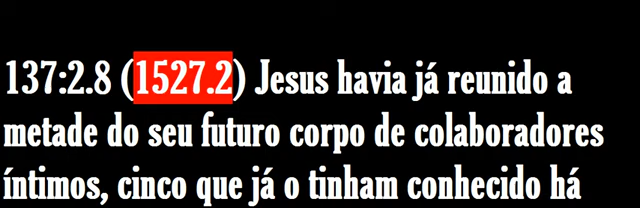 137:2.8 (1527.2) Jesus havia já reunido a
metade do seu futuro corpo de colaboradores
íntimos, cinco que já o tinham conhecido há